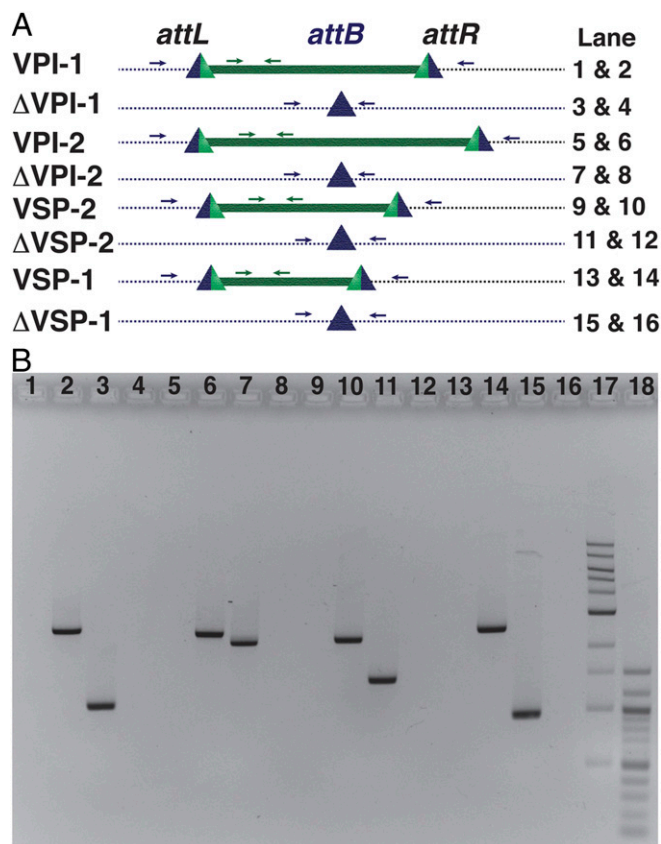 A
attL attB attR Lane
VPI-1 1 & 2
ΔVPI-1 3 & 4
VPI-2 5 & 6
ΔVPI-2 7 & 8
VSP-2 9 & 10
ΔVSP-2 11 & 12
VSP-1 13 & 14
ΔVSP-1 15 & 16
B
1 2 3 4 5 6 7 8 9 10 11 12 13 14 15 16 17 18